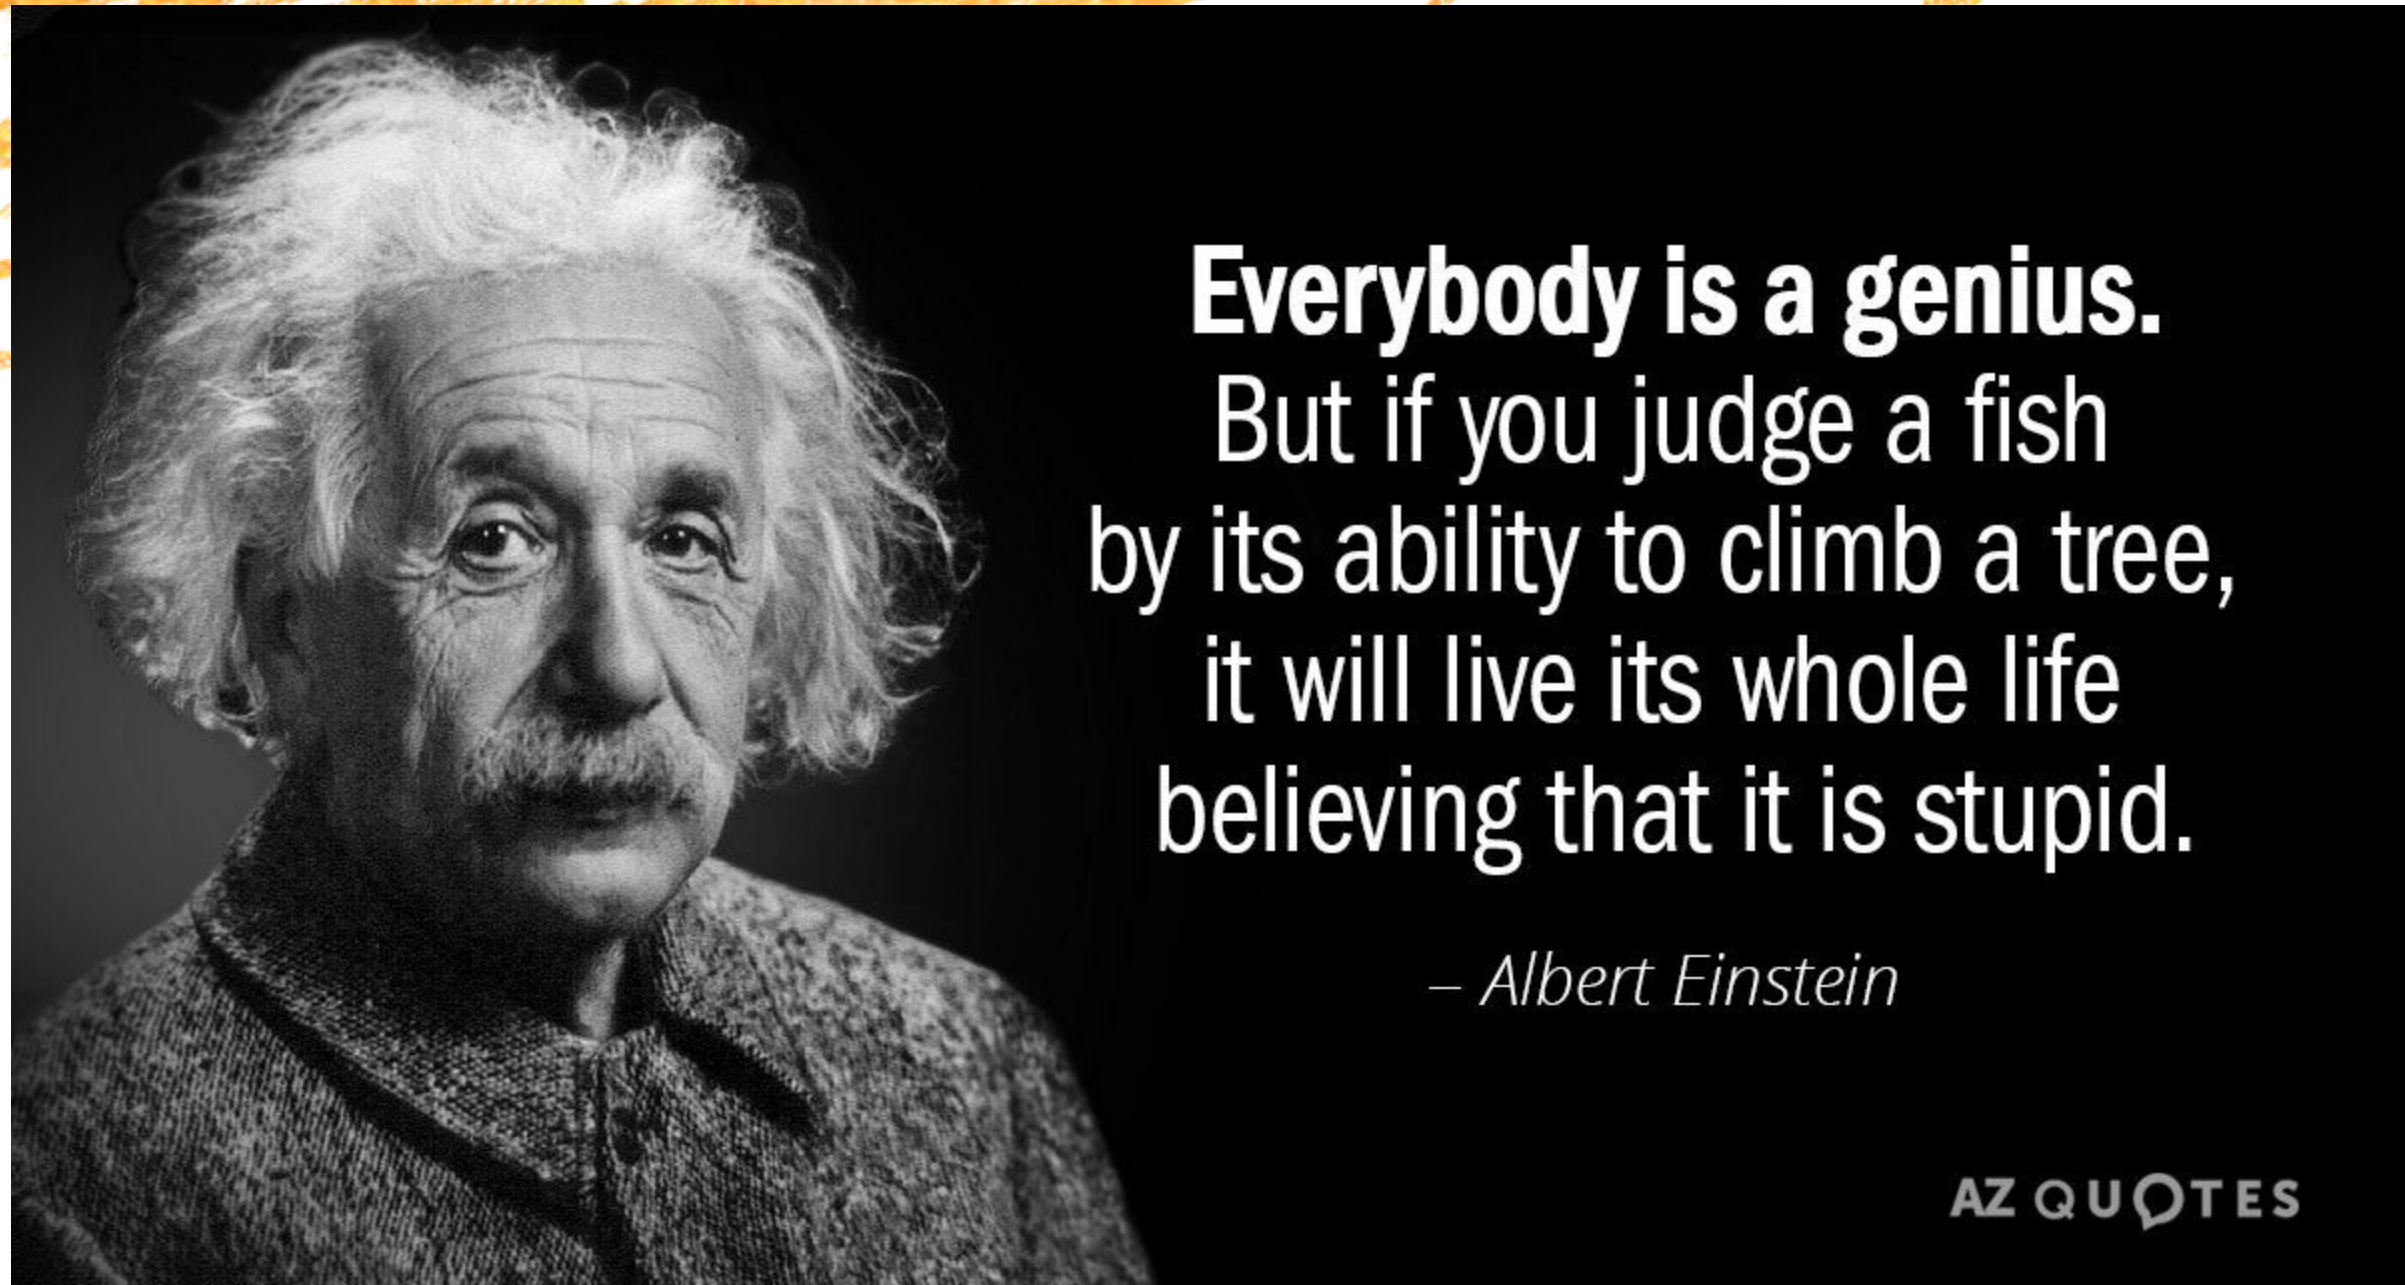 Everybody is a genius.
But if you judge a fish
by its ability to climb a tree,
it will live its whole life
believing that it is stupid.
– Albert Einstein
AZ QUOTES